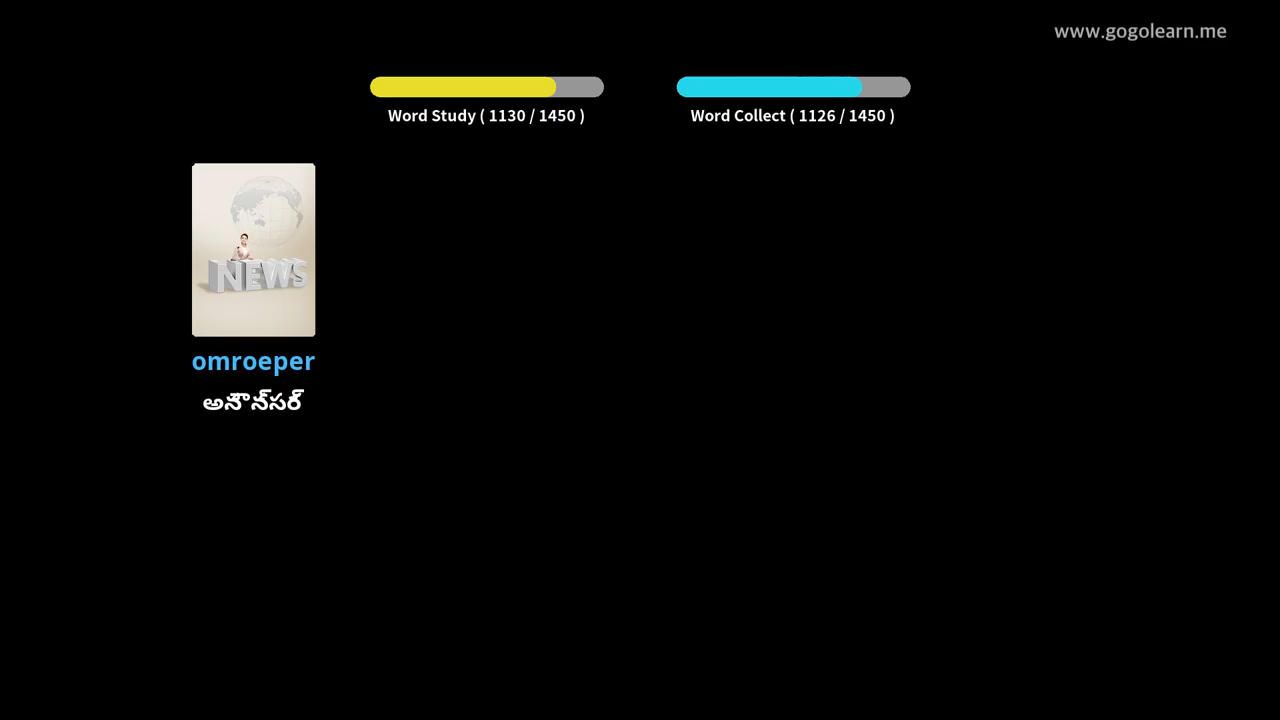 www.gogolearn.me
Word Study ( 1130 / 1450 )
Word Collect ( 1126 / 1450 )
NEWS
omroeper
అనౌన్సర్